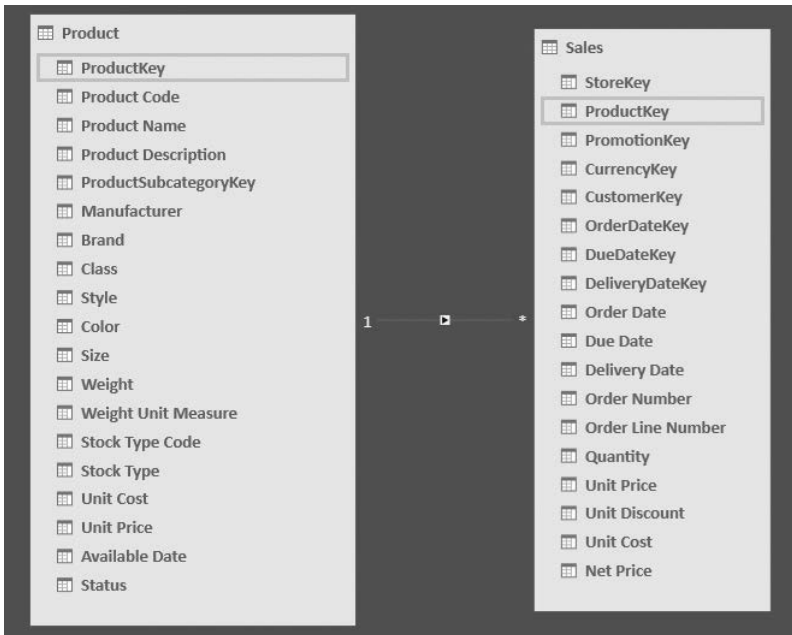 Product
ProductKey
Product Code
Product Name
Product Description
ProductSubcategoryKey
Manufacturer
Brand
Class
Style
Color
Size
Weight
Weight Unit Measure
Stock Type Code
Stock Type
Unit Cost
Unit Price
Available Date
Status
1
*
Sales
StoreKey
ProductKey
PromotionKey
CurrencyKey
CustomerKey
OrderDateKey
DueDateKey
DeliveryDateKey
Order Date
Due Date
Delivery Date
Order Number
Order Line Number
Quantity
Unit Price
Unit Discount
Unit Cost
Net Price